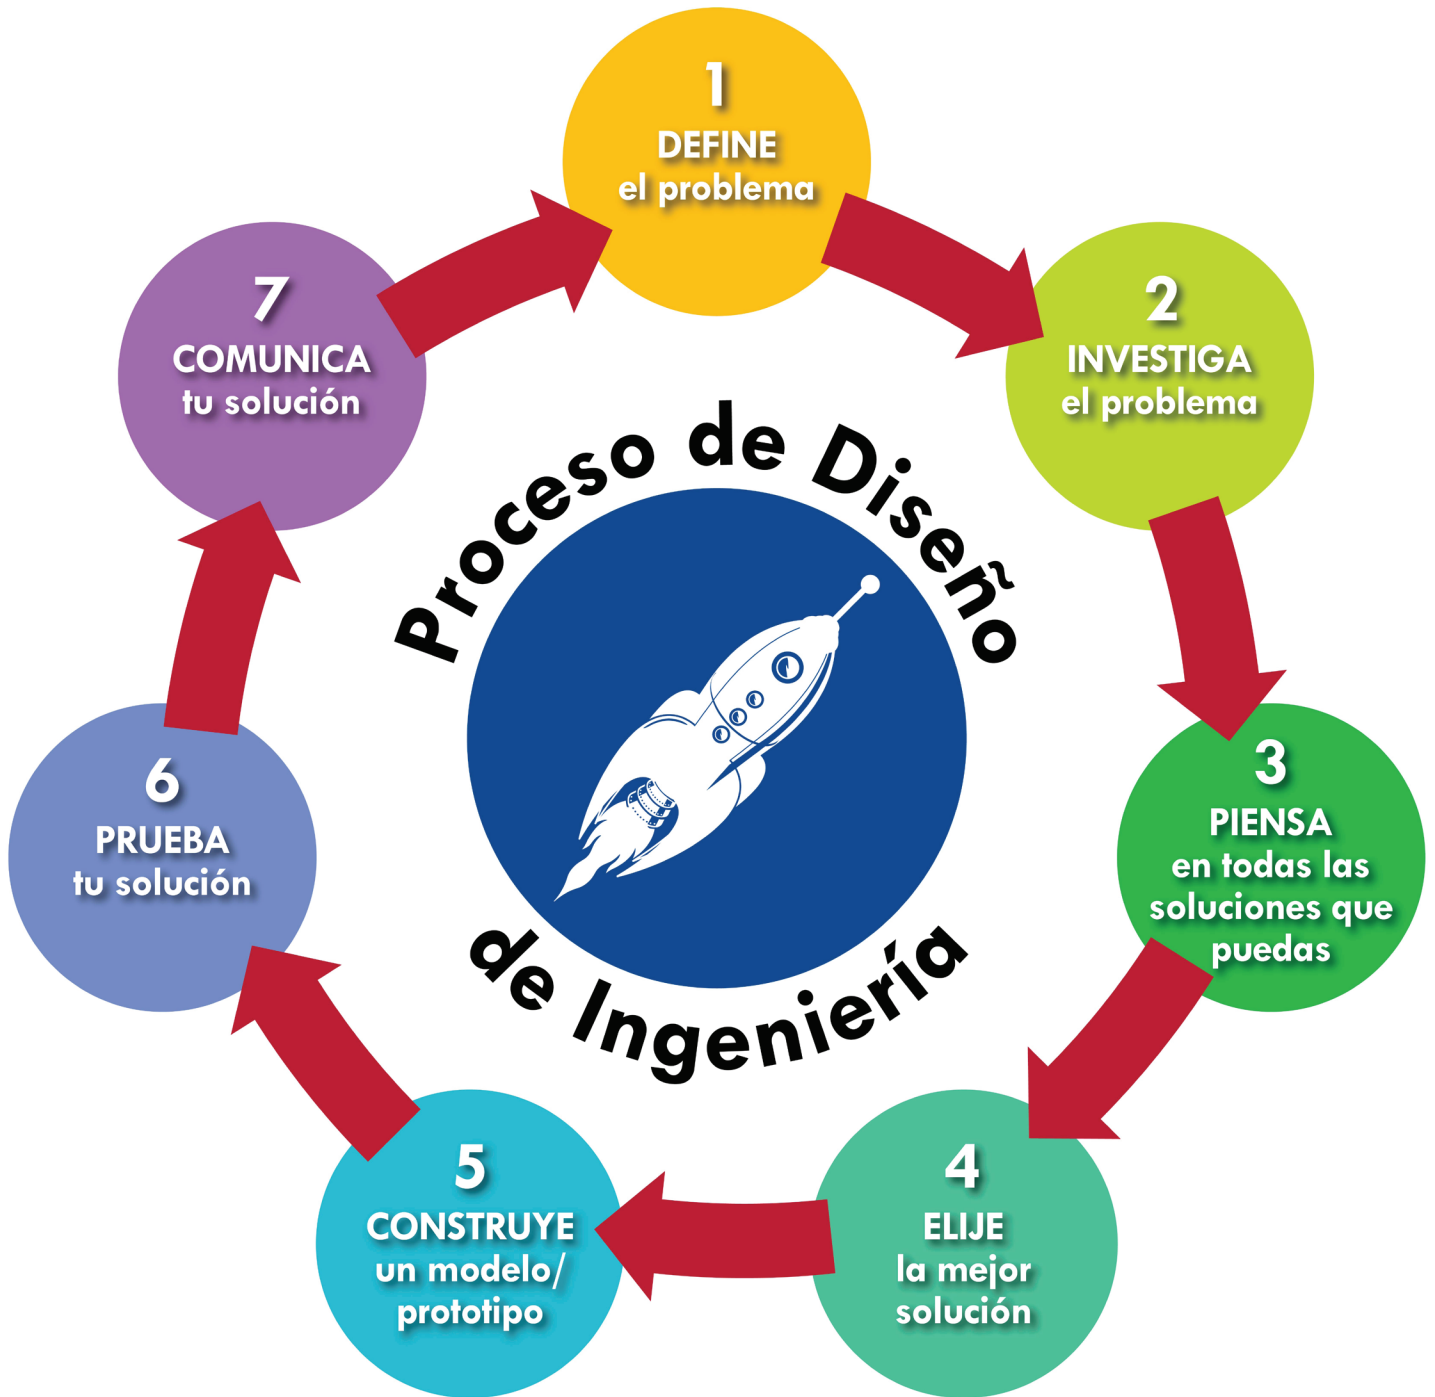 1
DEFINE
el problema
2
INVESTIGA
el problema
3
PIENSA
en todas las
soluciones que
puedas
4
ELIJE
la mejor
solución
5
CONSTRUYE
un modelo/
prototipo
6
PRUEBA
tu solución
7
COMUNICA
tu solución
Proceso de Diseño
de Ingeniería